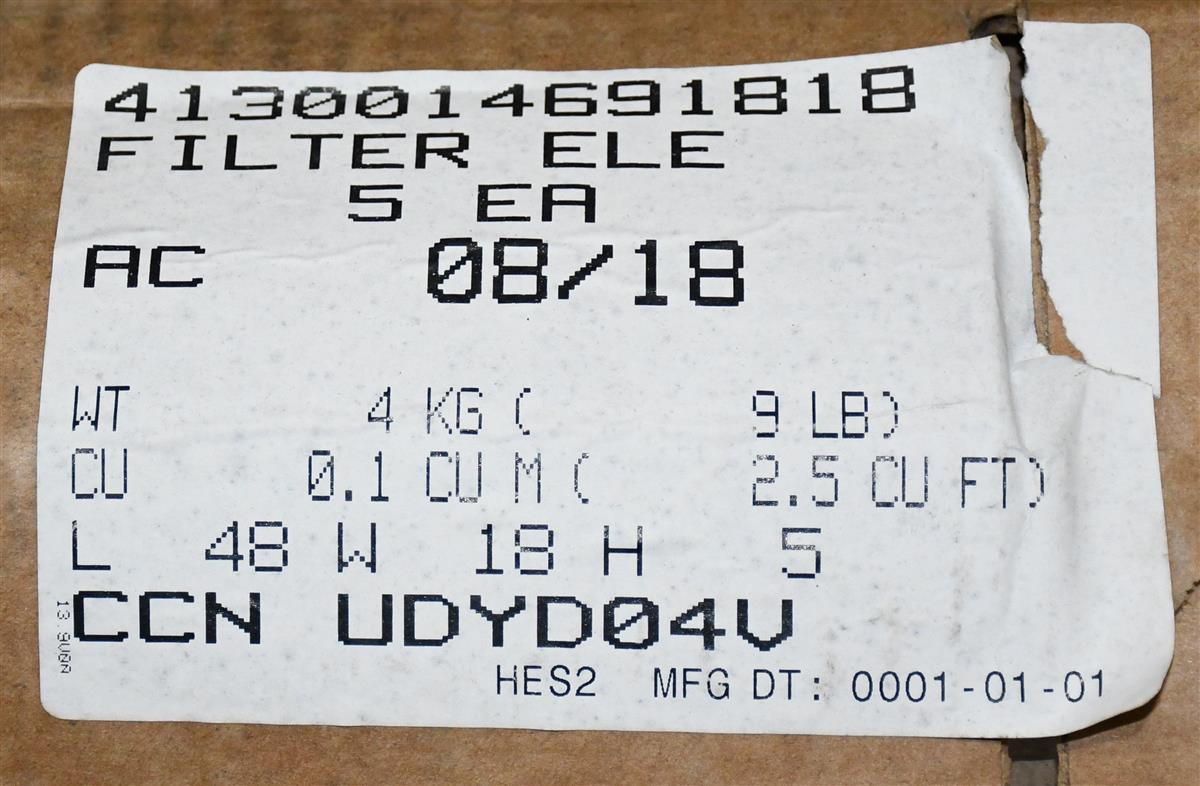 4130014691818
FILTER ELE
5 EA
AC 08/18
WT 4 KG ( 9 LB)
CU 0.1 CU M ( 2.5 CU FT)
L 48 W 18 H 5
CCN UDYD04V
HES2 MFG DT: 0001-01-01